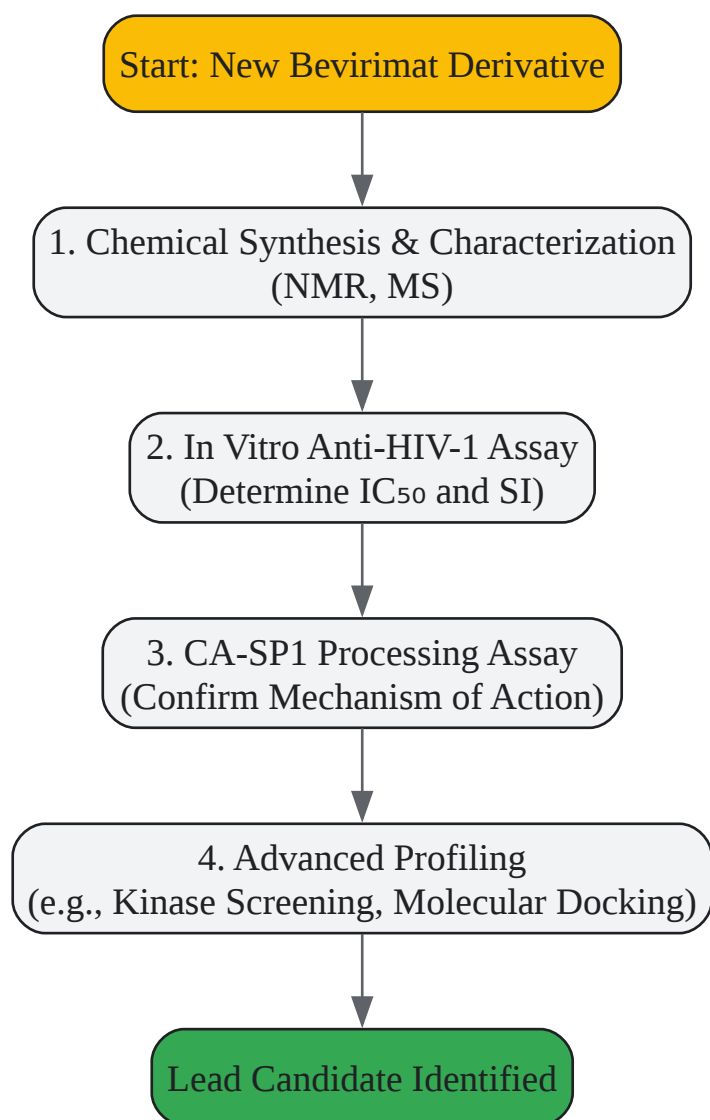 Start: New Bevirimat Derivative
1. Chemical Synthesis & Characterization
(NMR, MS)
2. In Vitro Anti-HIV-1 Assay
(Determine IC₅₀ and SI)
3. CA-SP1 Processing Assay
(Confirm Mechanism of Action)
4. Advanced Profiling
(e.g., Kinase Screening, Molecular Docking)
Lead Candidate Identified